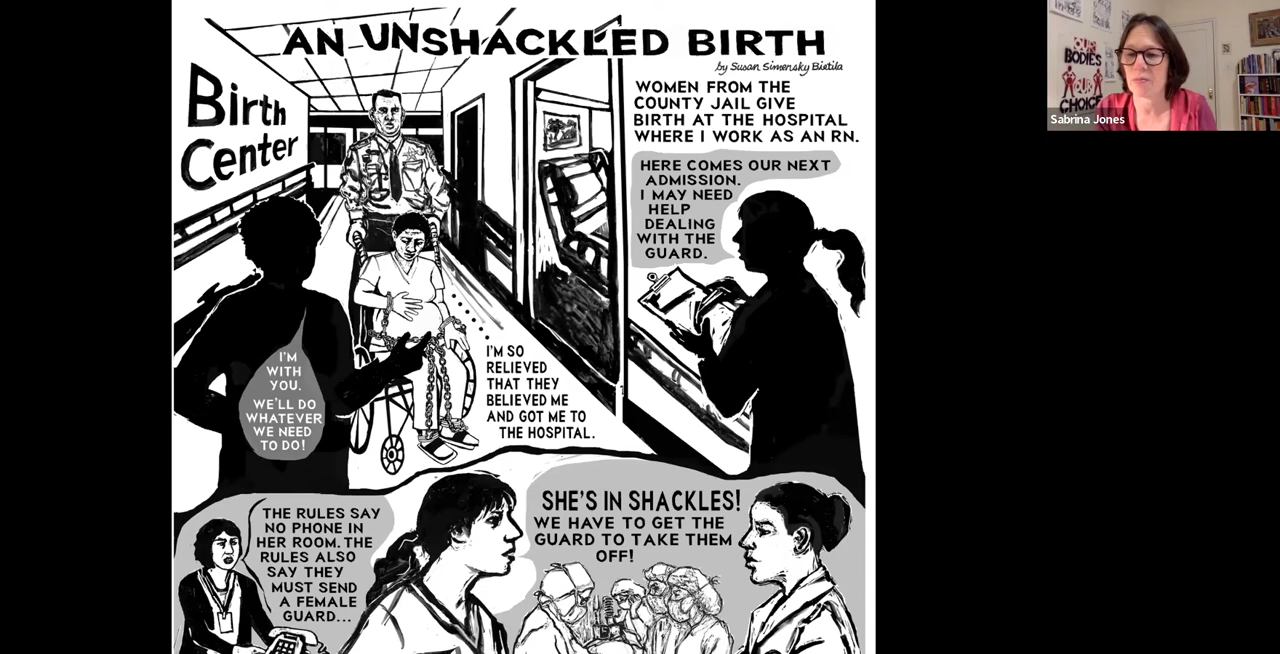 AN UNSHACKLED BIRTH
by Susan Simensky Bietila
Birth
Center
WOMEN FROM THE
COUNTY JAIL GIVE
BIRTH AT THE HOSPITAL
WHERE I WORK AS AN RN.
HERE COMES OUR NEXT
ADMISSION.
I MAY NEED
HELP
DEALING
WITH THE
GUARD.
I'M
WITH
YOU.
WE'LL DO
WHATEVER
WE NEED
TO DO!
I'M SO
RELIEVED
THAT THEY
BELIEVED ME
AND GOT ME TO
THE HOSPITAL.
THE RULES SAY
NO PHONE IN
HER ROOM. THE
RULES ALSO
SAY THEY
MUST SEND
A FEMALE
GUARD...
SHE'S IN SHACKLES!
WE HAVE TO GET THE
GUARD TO TAKE THEM
OFF!
OUR
BODIES
OUR
CHOICE
Sabrina Jones